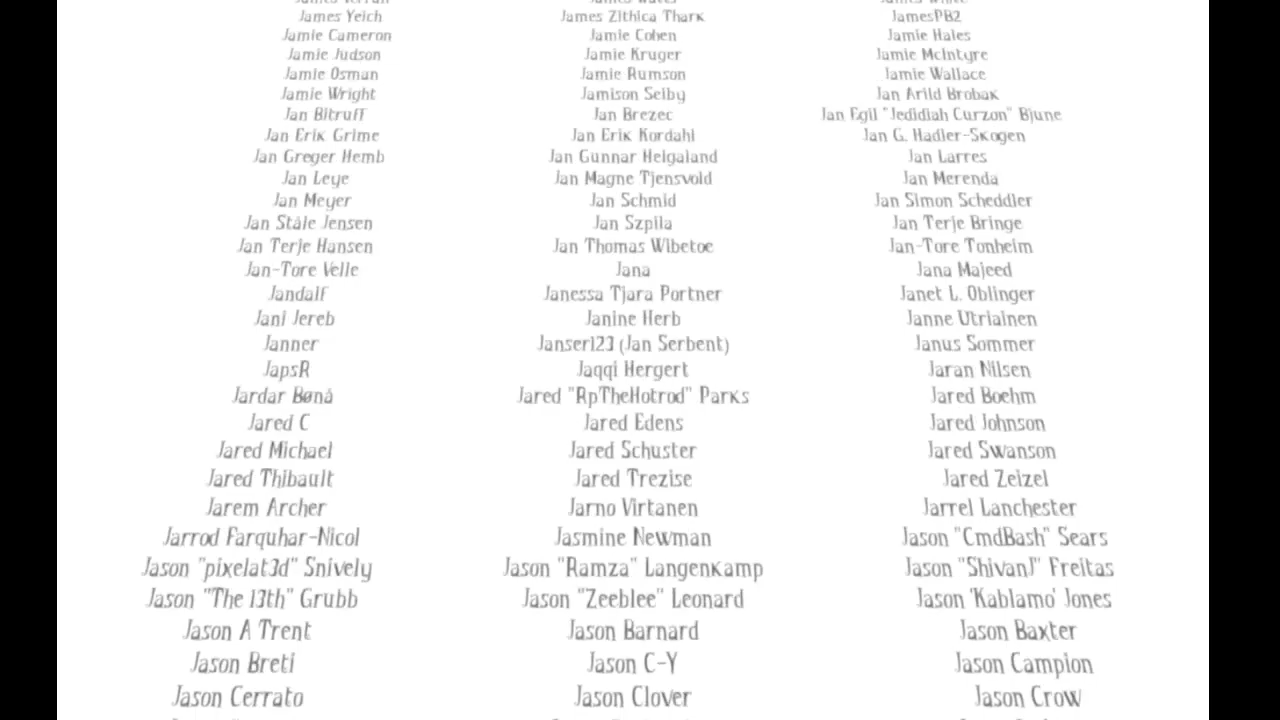 James Yeich James Zithica Thark JamesPB2
Jamie Cameron Jamie Cohen Jamie Hales
Jamie Judson Jamie Kruger Jamie McIntyre
Jamie Osman Jamie Rumson Jamie Wallace
Jamie Wright Jamison Selby Jan Arild Brobak
Jan Bitruff Jan Brezec Jan Egil "Jedidiah Curzon" Bjune
Jan Erik Grime Jan Erik Kordahl Jan G. Hadler-Skogen
Jan Greger Hemb Jan Gunnar Helgaland Jan Larres
Jan Leye Jan Magne Tjensvold Jan Merenda
Jan Meyer Jan Schmid Jan Simon Scheddler
Jan Ståle Jensen Jan Szpila Jan Terje Bringe
Jan Terje Hansen Jan Thomas Wibetoe Jan-Tore Tonheim
Jan-Tore Velle Jana Jana Majeed
Jandalf Janessa Tjara Portner Janet L. Oblinger
Jani Jereb Janine Herb Janne Utriainen
Janner Janser123 (Jan Serbent) Janus Sommer
JapsR Jaqqi Hergert Jaran Nilsen
Jardar Bønå Jared "RpTheHotrod" Parks Jared Boehm
Jared C Jared Edens Jared Johnson
Jared Michael Jared Schuster Jared Swanson
Jared Thibault Jared Trezise Jared Zeizel
Jarem Archer Jarno Virtanen Jarrel Lanchester
Jarrod Farquhar-Nicol Jasmine Newman Jason "CmdBash" Sears
Jason "pixelat3d" Snively Jason "Ramza" Langenkamp Jason "ShivanJ" Freitas
Jason "The 13th" Grubb Jason "Zeeblee" Leonard Jason 'Kablamo' Jones
Jason A Trent Jason Barnard Jason Baxter
Jason Breti Jason C-Y Jason Campion
Jason Cerrato Jason Clover Jason Crow